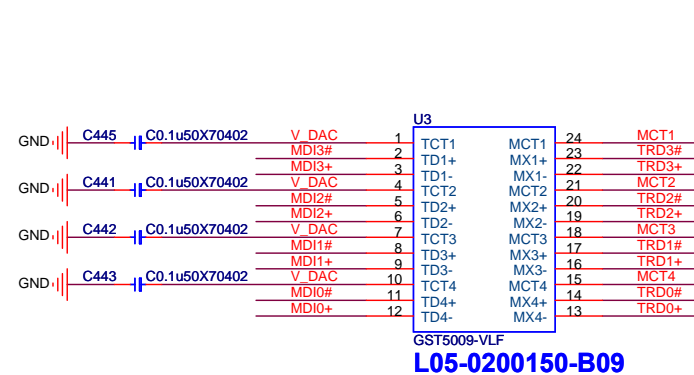 U3
GND C445 C0.1u50X70402 V_DAC 1 TCT1 MCT1 24 MCT1
MDI3# 2 TD1+ MX1+ 23 TRD3#
MDI3+ 3 TD1- MX1- 22 TRD3+
GND C441 C0.1u50X70402 V_DAC 4 TCT2 MCT2 21 MCT2
MDI2# 5 TD2+ MX2+ 20 TRD2#
MDI2+ 6 TD2- MX2- 19 TRD2+
GND C442 C0.1u50X70402 V_DAC 7 TCT3 MCT3 18 MCT3
MDI1# 8 TD3+ MX3+ 17 TRD1#
MDI1+ 9 TD3- MX3- 16 TRD1+
GND C443 C0.1u50X70402 V_DAC 10 TCT4 MCT4 15 MCT4
MDI0# 11 TD4+ MX4+ 14 TRD0#
MDI0+ 12 TD4- MX4- 13 TRD0+
GST5009-VLF
L05-0200150-B09